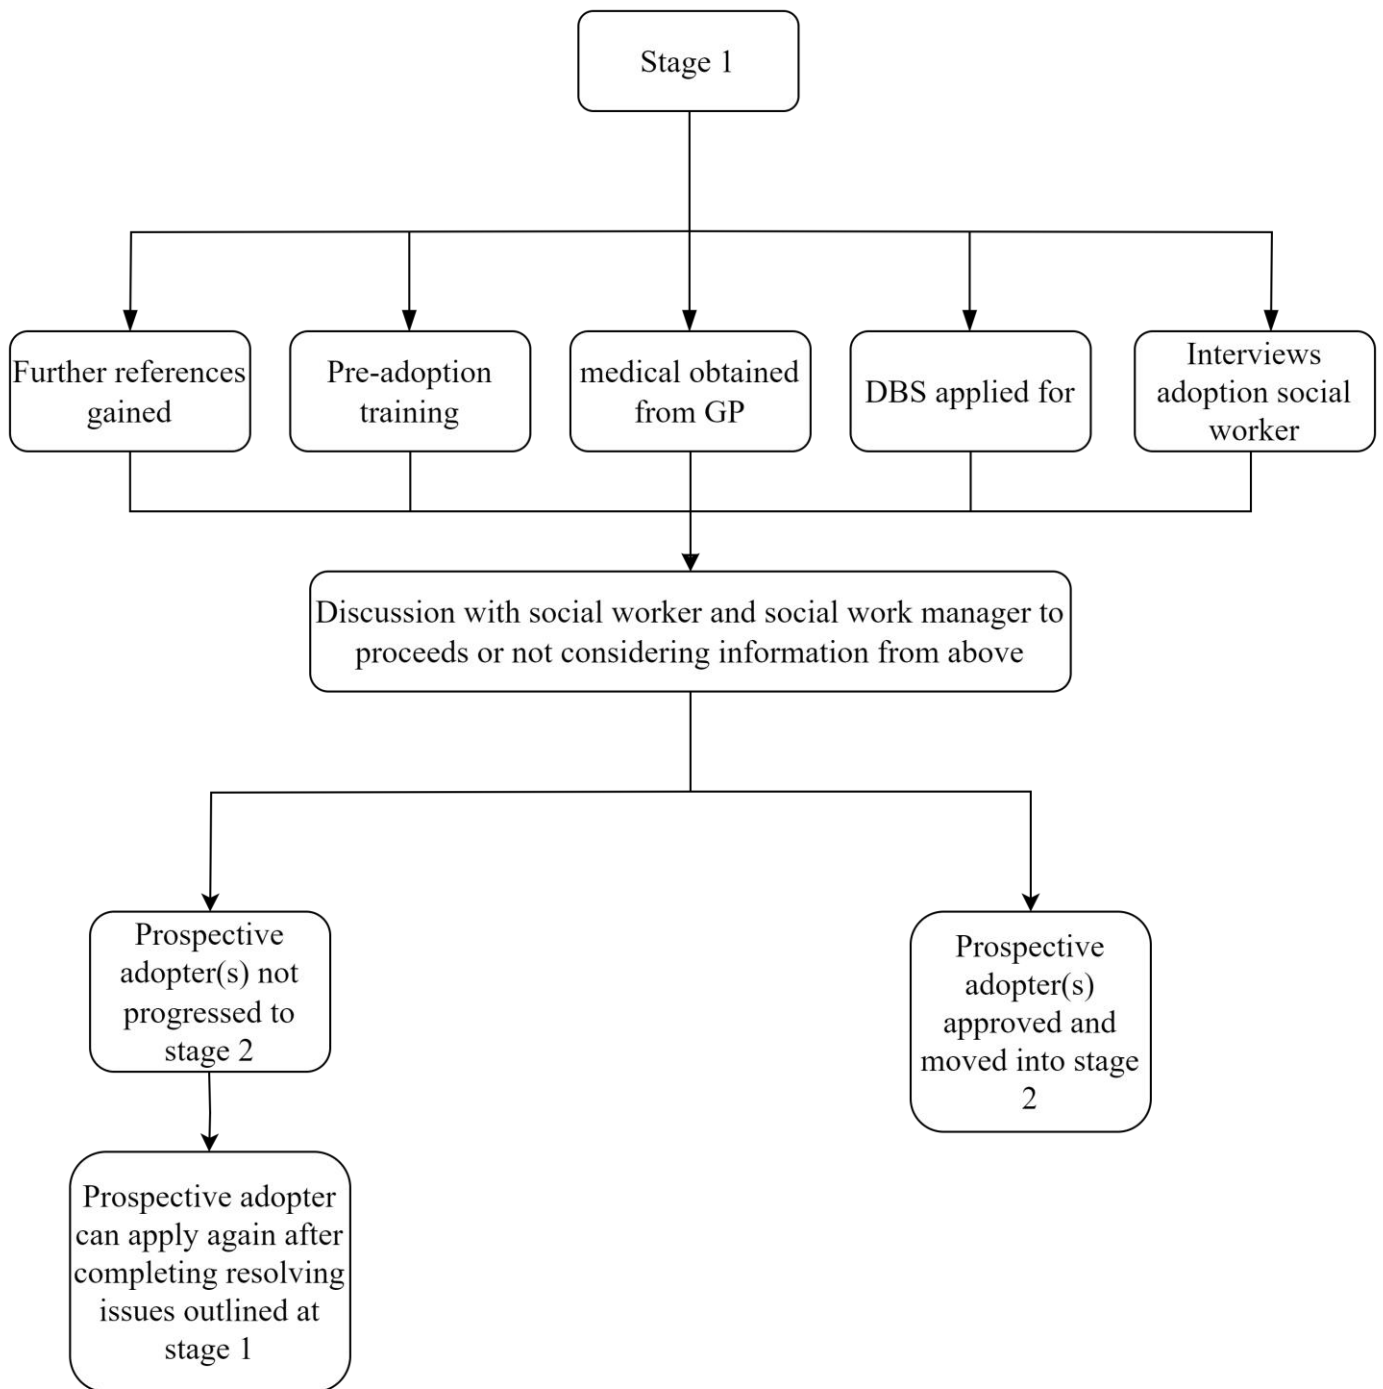 Stage 1
Further references
gained
Pre-adoption
training
medical obtained
from GP
DBS applied for
Interviews
adoption social
worker
Discussion with social worker and social work manager to
proceeds or not considering information from above
Prospective
adopter(s) not
progressed to
stage 2
Prospective
adopter(s)
approved and
moved into stage
2
Prospective adopter
can apply again after
completing resolving
issues outlined at
stage 1